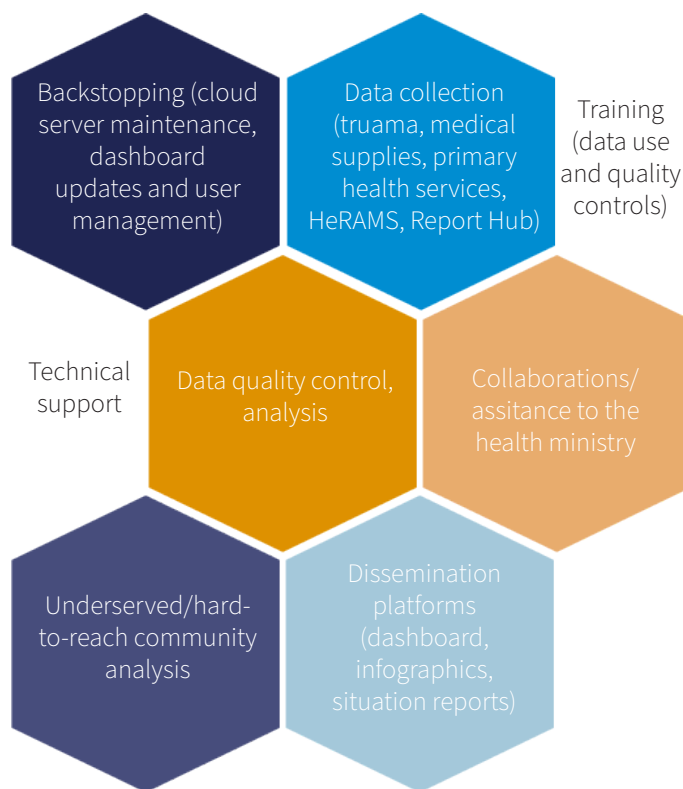 Backstopping (cloud
server maintenance,
dashboard
updates and user
management)
Data collection
(truama, medical
supplies, primary
health services,
HeRAMS, Report Hub)
Training
(data use
and quality
controls)
Technical
support
Data quality control,
analysis
Collaborations/
assitance to the
health ministry
Underserved/hard-
to-reach community
analysis
Dissemination
platforms
(dashboard,
infographics,
situation reports)